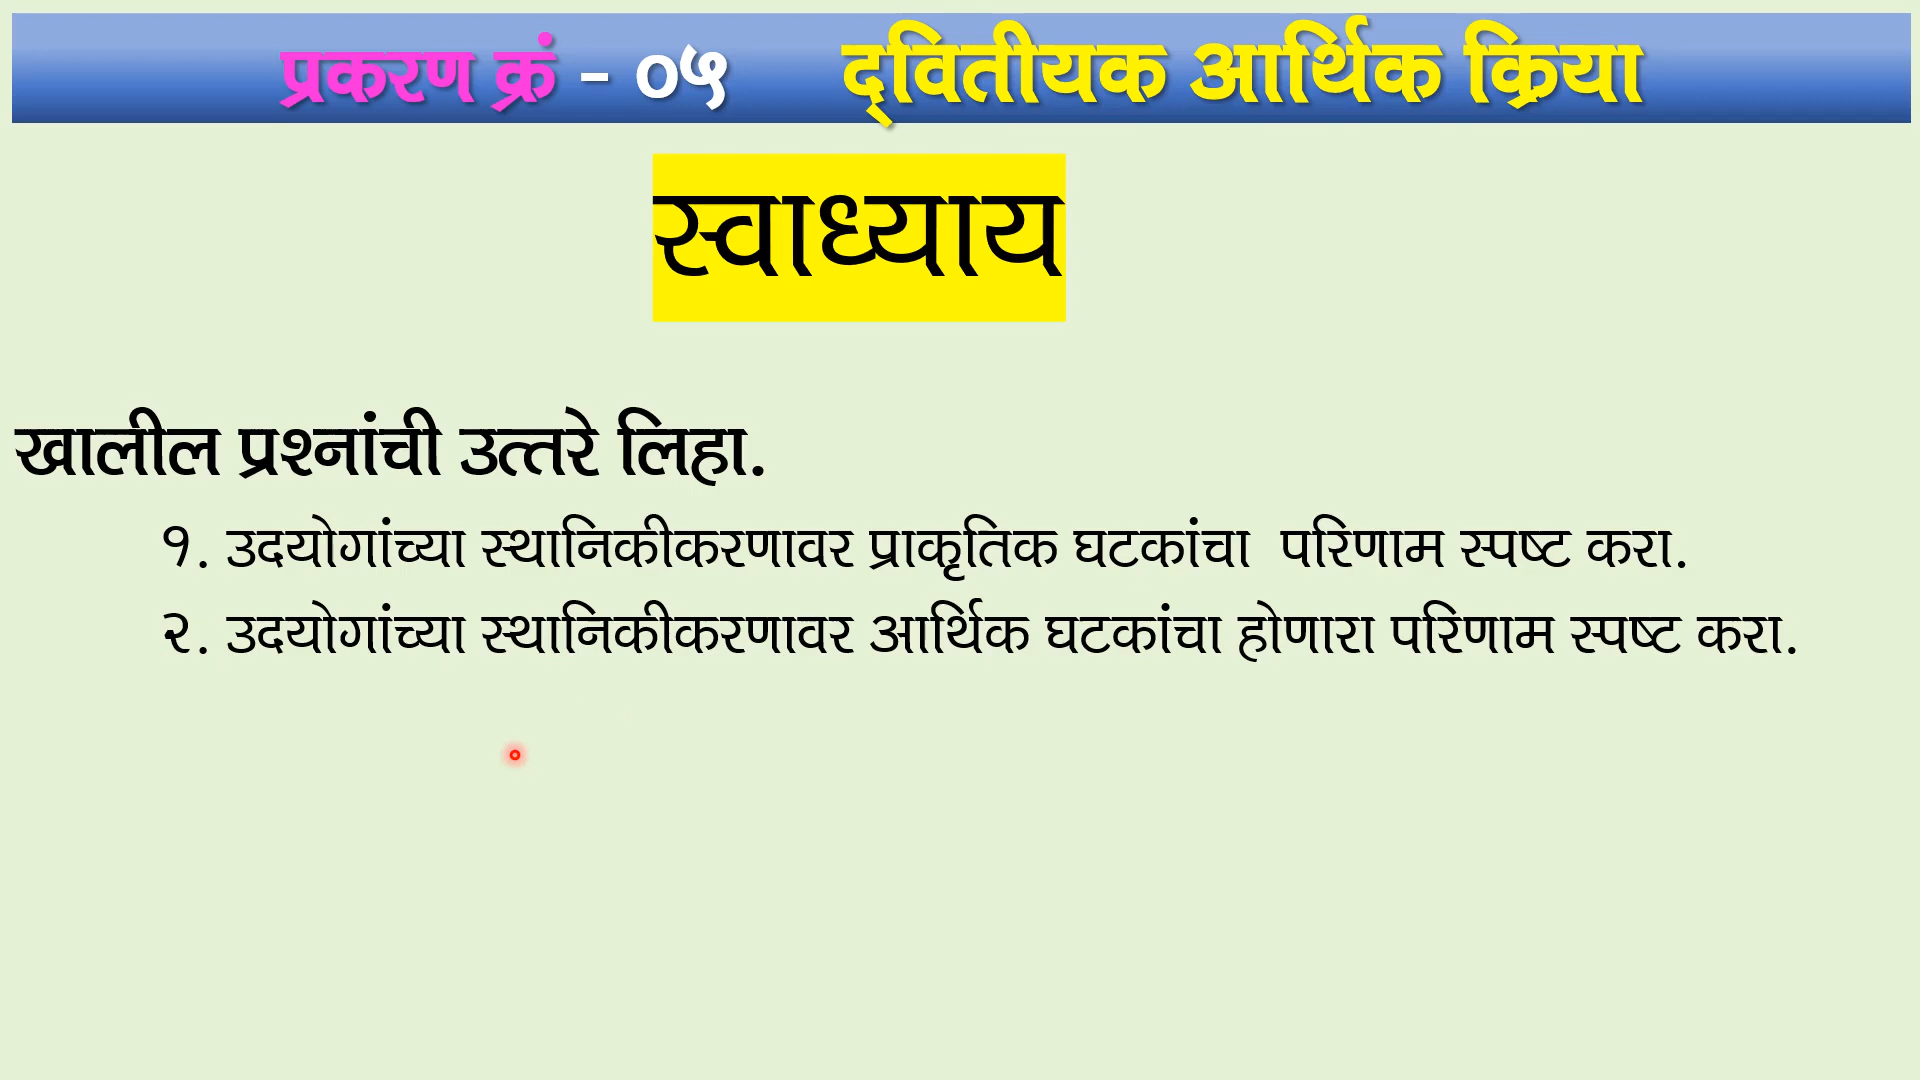 प्रकरण क्रं - ०५ द्वितीयक आर्थिक क्रिया
स्वाध्याय
खालील प्रश्नांची उत्तरे लिहा.
१. उदयोगांच्या स्थानिकीकरणावर प्राकृतिक घटकांचा परिणाम स्पष्ट करा.
२. उदयोगांच्या स्थानिकीकरणावर आर्थिक घटकांचा होणारा परिणाम स्पष्ट करा.